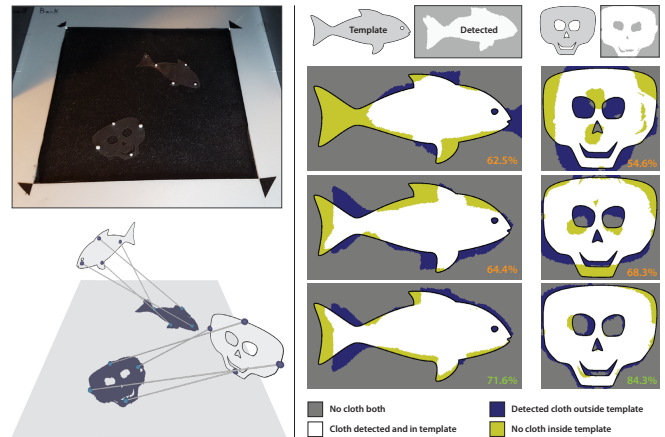 Back
Template
Detected
62.5%
54.6%
64.4%
68.3%
71.6%
84.3%
No cloth both
Detected cloth outside template
Cloth detected and in template
No cloth inside template